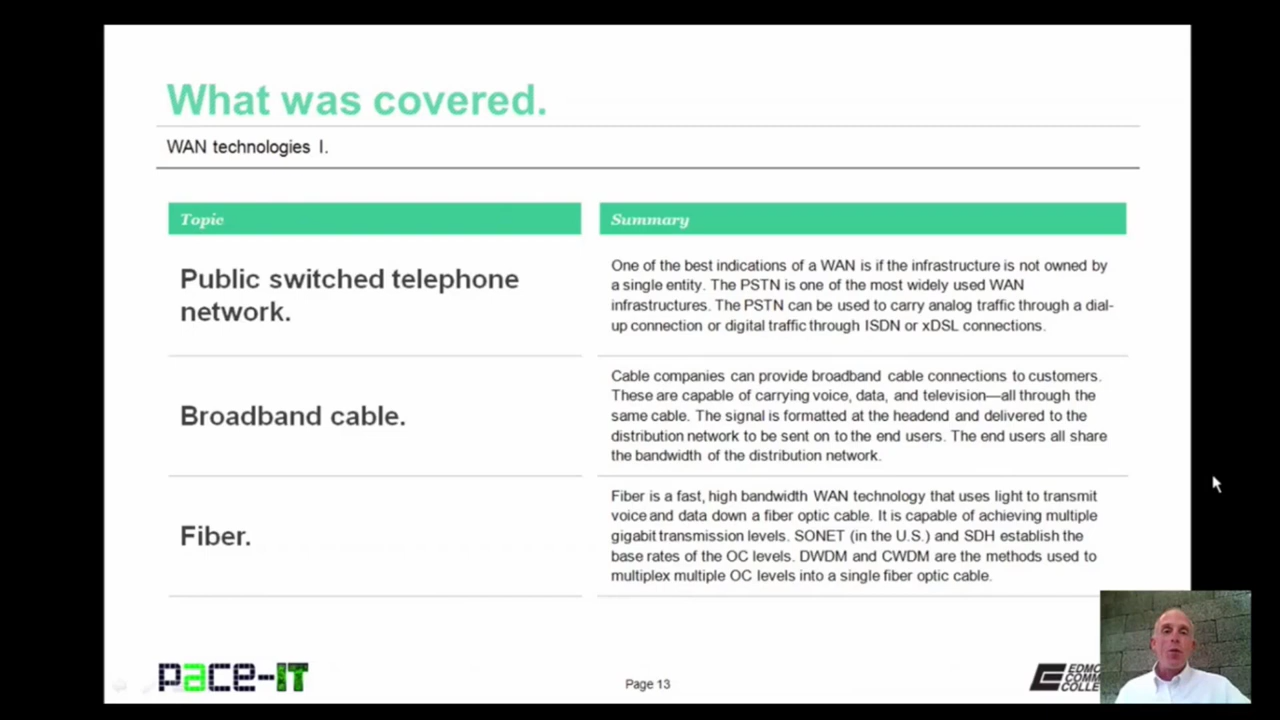 What was covered.
WAN technologies I.
Topic
Summary
Public switched telephone
network.
One of the best indications of a WAN is if the infrastructure is not owned by
a single entity. The PSTN is one of the most widely used WAN
infrastructures. The PSTN can be used to carry analog traffic through a dial-
up connection or digital traffic through ISDN or xDSL connections.
Broadband cable.
Cable companies can provide broadband cable connections to customers.
These are capable of carrying voice, data, and television—all through the
same cable. The signal is formatted at the headend and delivered to the
distribution network to be sent on to the end users. The end users all share
the bandwidth of the distribution network.
Fiber.
Fiber is a fast, high bandwidth WAN technology that uses light to transmit
voice and data down a fiber optic cable. It is capable of achieving multiple
gigabit transmission levels. SONET (in the U.S.) and SDH establish the
base rates of the OC levels. DWDM and CWDM are the methods used to
multiplex multiple OC levels into a single fiber optic cable.
pace-IT
Page 13